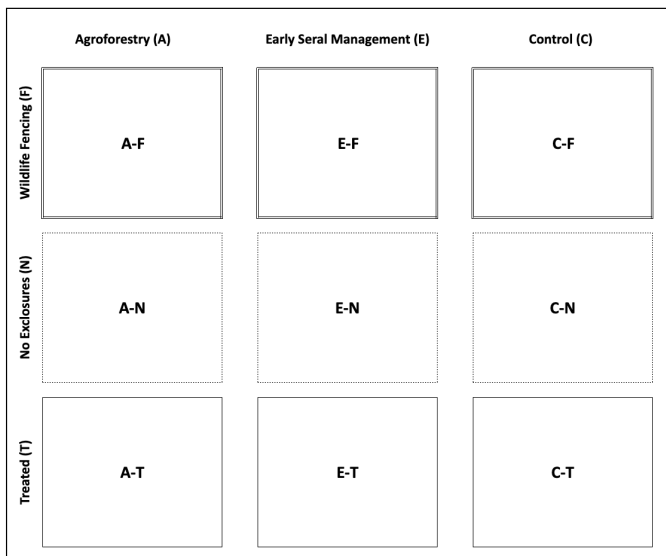 Agroforestry (A) Early Seral Management (E) Control (C)
Wildlife Fencing (F)
A-F E-F C-F
No Exclosures (N)
A-N E-N C-N
Treated (T)
A-T E-T C-T